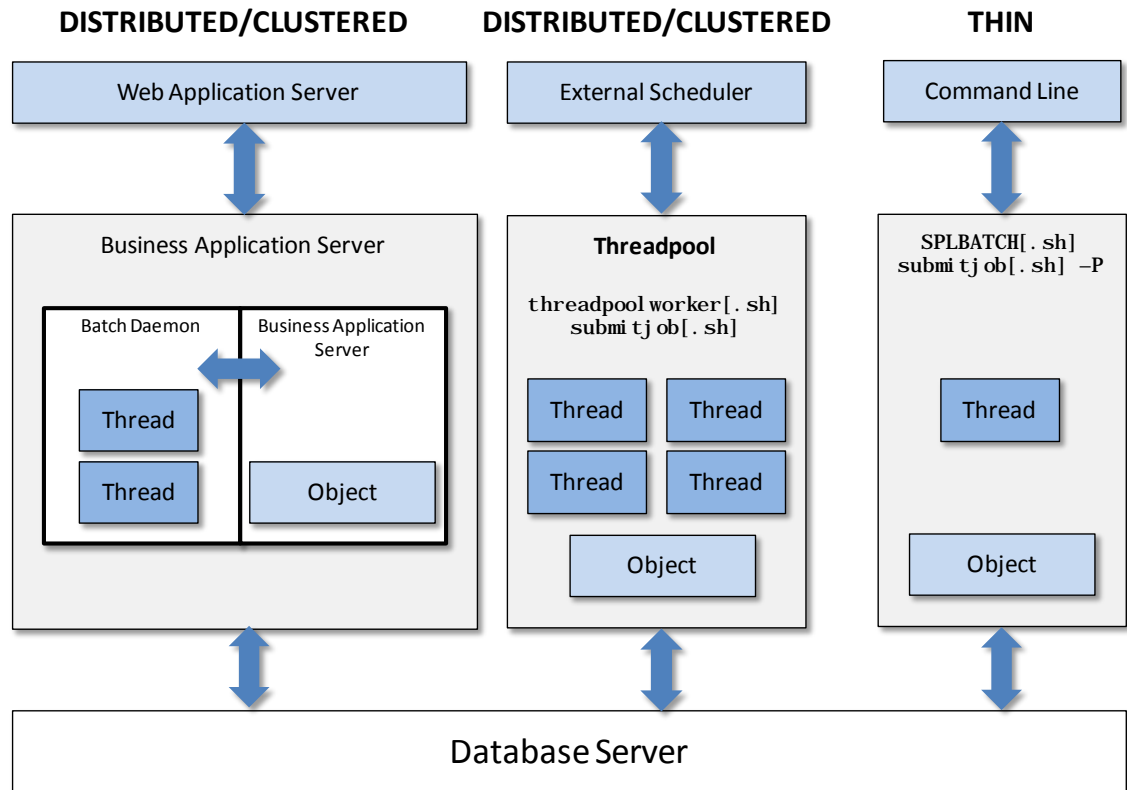 DISTRIBUTED/CLUSTERED
DISTRIBUTED/CLUSTERED
THIN
Web Application Server
External Scheduler
Command Line
Business Application Server
Batch Daemon
Business Application
Server
Thread
Thread
Object
Threadpool
threadpoolworker[.sh]
submitjob[.sh]
Thread
Thread
Thread
Thread
Object
SPLBATCH[.sh]
submitjob[.sh] –P
Thread
Object
Database Server